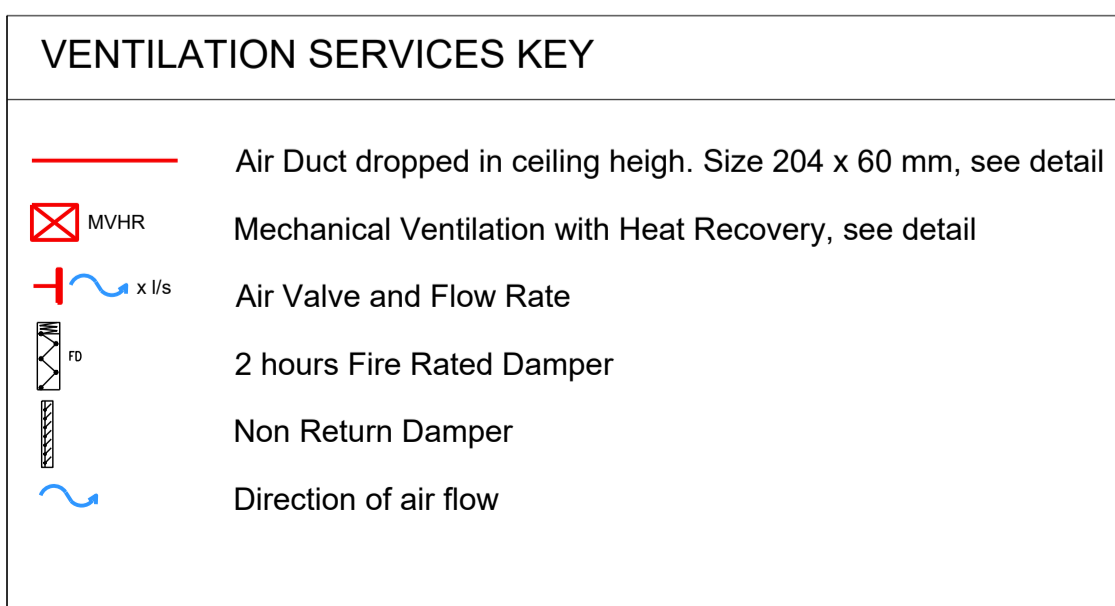 VENTILATION SERVICES KEY
Air Duct dropped in ceiling heigh. Size 204 x 60 mm, see detail
MVHR Mechanical Ventilation with Heat Recovery, see detail
x l/s Air Valve and Flow Rate
FD 2 hours Fire Rated Damper
Non Return Damper
Direction of air flow